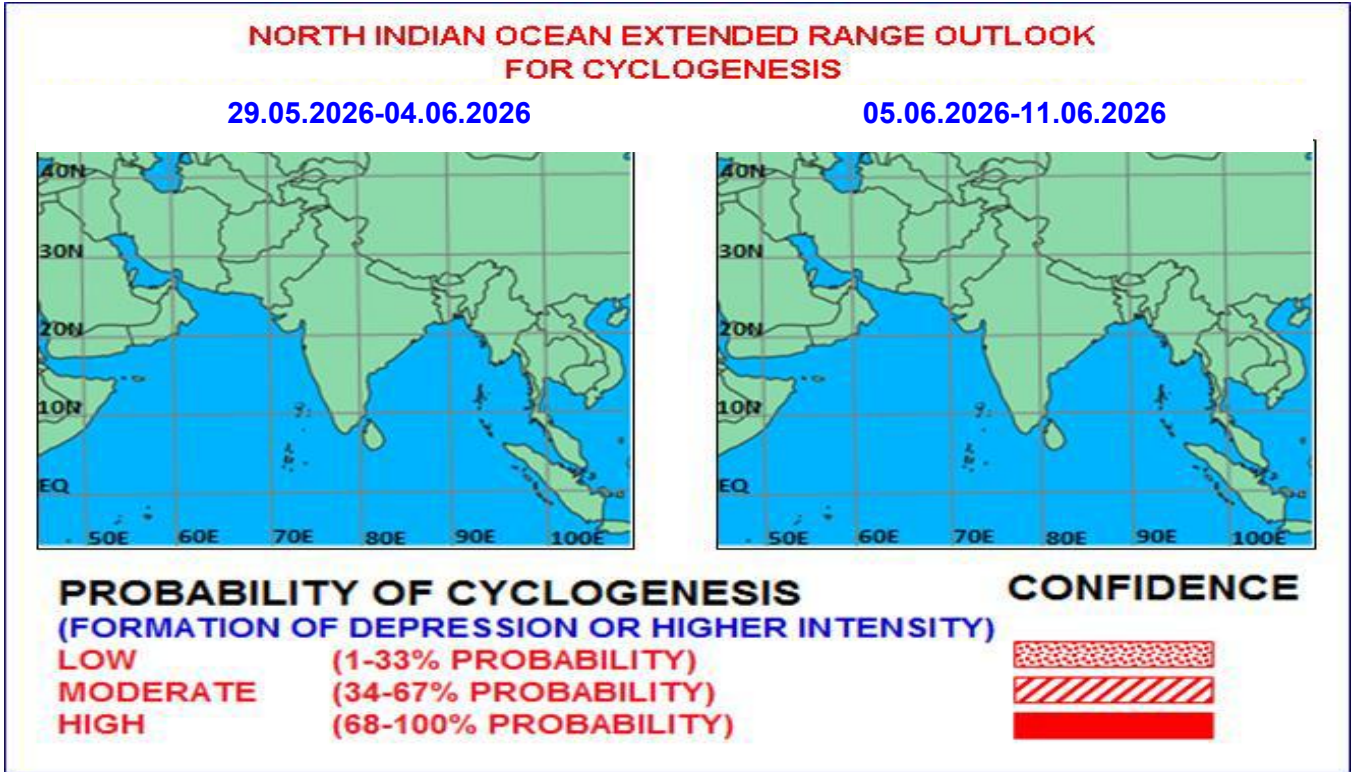 NORTH INDIAN OCEAN EXTENDED RANGE OUTLOOK
FOR CYCLOGENESIS
29.05.2026-04.06.2026
05.06.2026-11.06.2026
40N
30N
20N
10N
EQ
50E 60E 70E 80E 90E 100E
40N
30N
20N
10N
EQ
50E 60E 70E 80E 90E 100E
PROBABILITY OF CYCLOGENESIS
CONFIDENCE
(FORMATION OF DEPRESSION OR HIGHER INTENSITY)
LOW (1-33% PROBABILITY)
MODERATE (34-67% PROBABILITY)
HIGH (68-100% PROBABILITY)